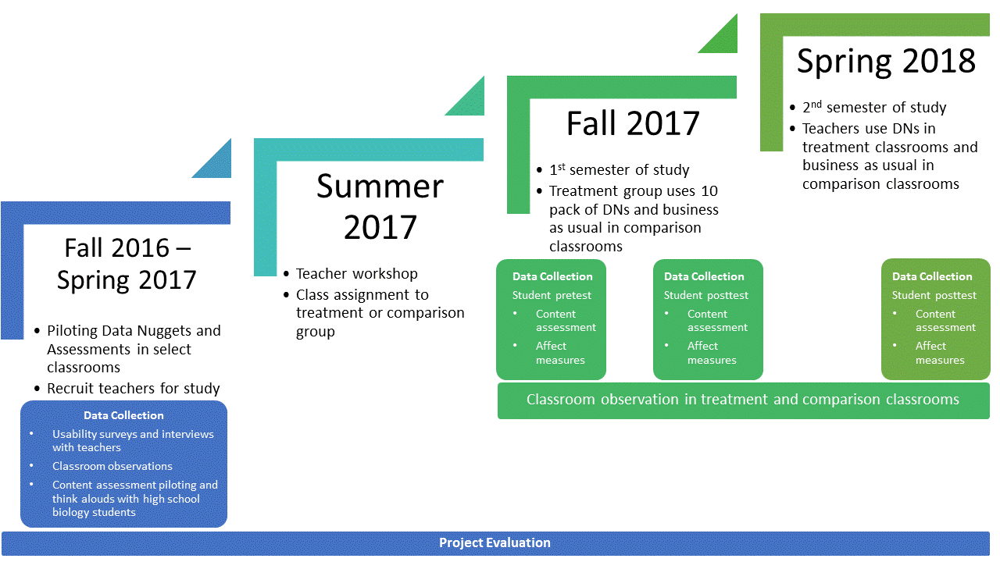 Fall 2016 –
Spring 2017
• Piloting Data Nuggets and
Assessments in select
classrooms
• Recruit teachers for study
Data Collection
• Usability surveys and interviews
with teachers
• Classroom observations
• Content assessment piloting and
think alouds with high school
biology students
Summer
2017
• Teacher workshop
• Class assignment to
treatment or comparison
group
Fall 2017
• 1st semester of study
• Treatment group uses 10
pack of DNs and business
as usual in comparison
classrooms
Data Collection
Student pretest
• Content
assessment
• Affect
measures
Data Collection
Student posttest
• Content
assessment
• Affect
measures
Spring 2018
• 2nd semester of study
• Teachers use DNs in
treatment classrooms and
business as usual in
comparison classrooms
Data Collection
Student posttest
• Content
assessment
• Affect
measures
Classroom observation in treatment and comparison classrooms
Project Evaluation